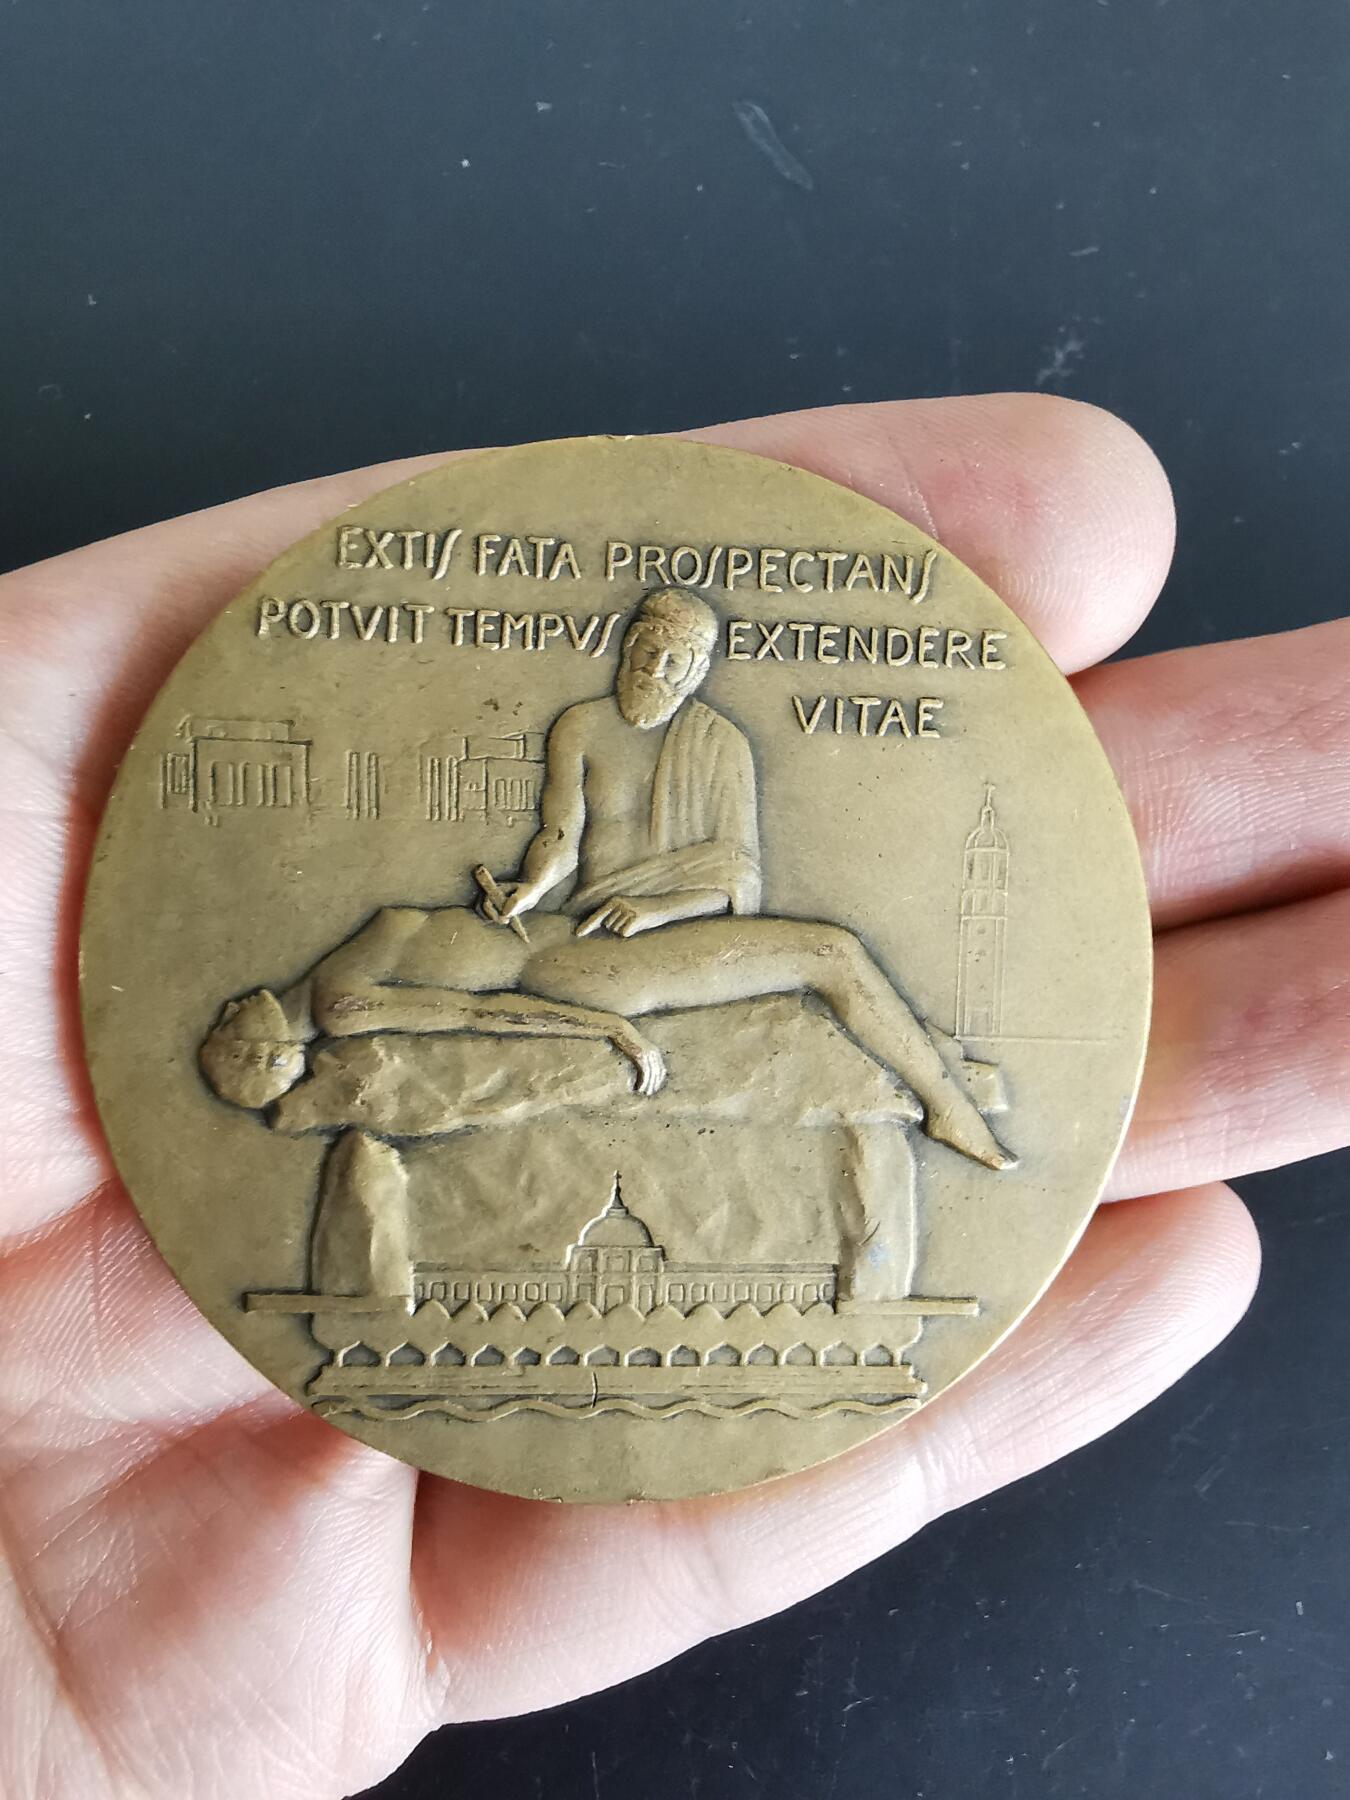 EXTIS FATA PROSPECTANS
POTVIT TEMPVS EXTENDERE
VITAE